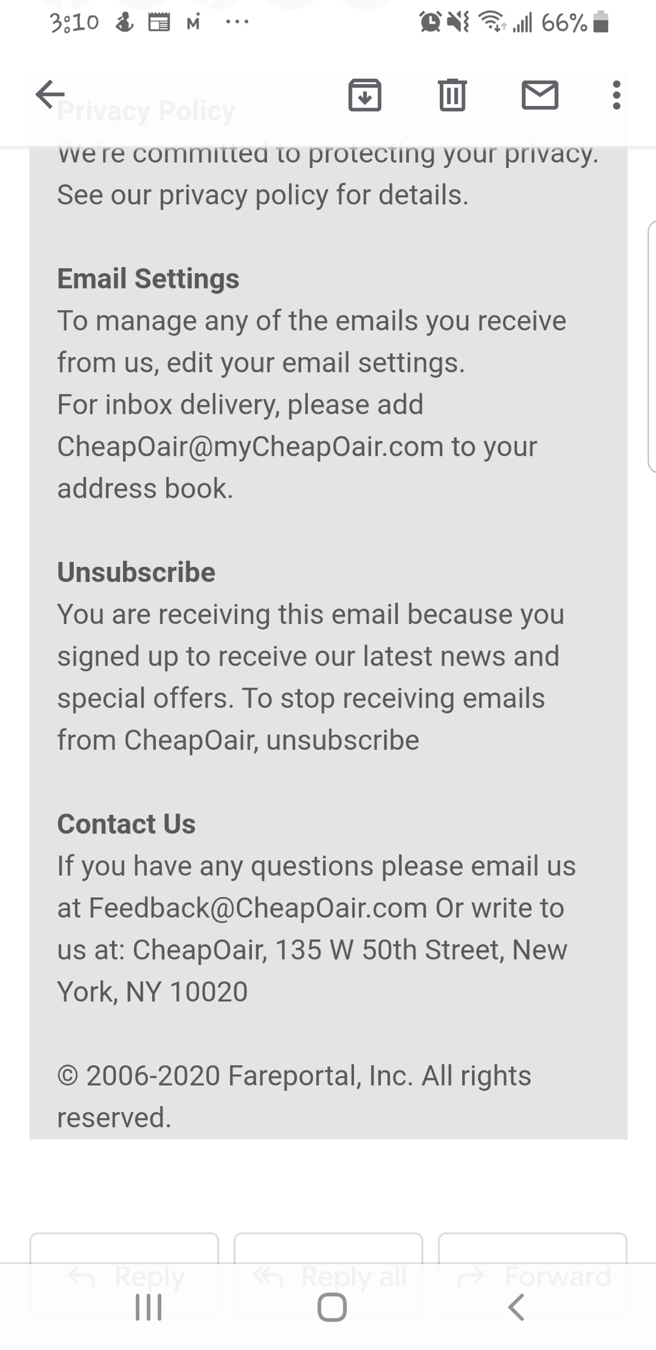 3:10 66%
Privacy Policy
We're committed to protecting your privacy.
See our privacy policy for details.
Email Settings
To manage any of the emails you receive
from us, edit your email settings.
For inbox delivery, please add
CheapOair@myCheapOair.com to your
address book.
Unsubscribe
You are receiving this email because you
signed up to receive our latest news and
special offers. To stop receiving emails
from CheapOair, unsubscribe
Contact Us
If you have any questions please email us
at Feedback@CheapOair.com Or write to
us at: CheapOair, 135 W 50th Street, New
York, NY 10020
© 2006-2020 Fareportal, Inc. All rights
reserved.
Reply Reply all Forward